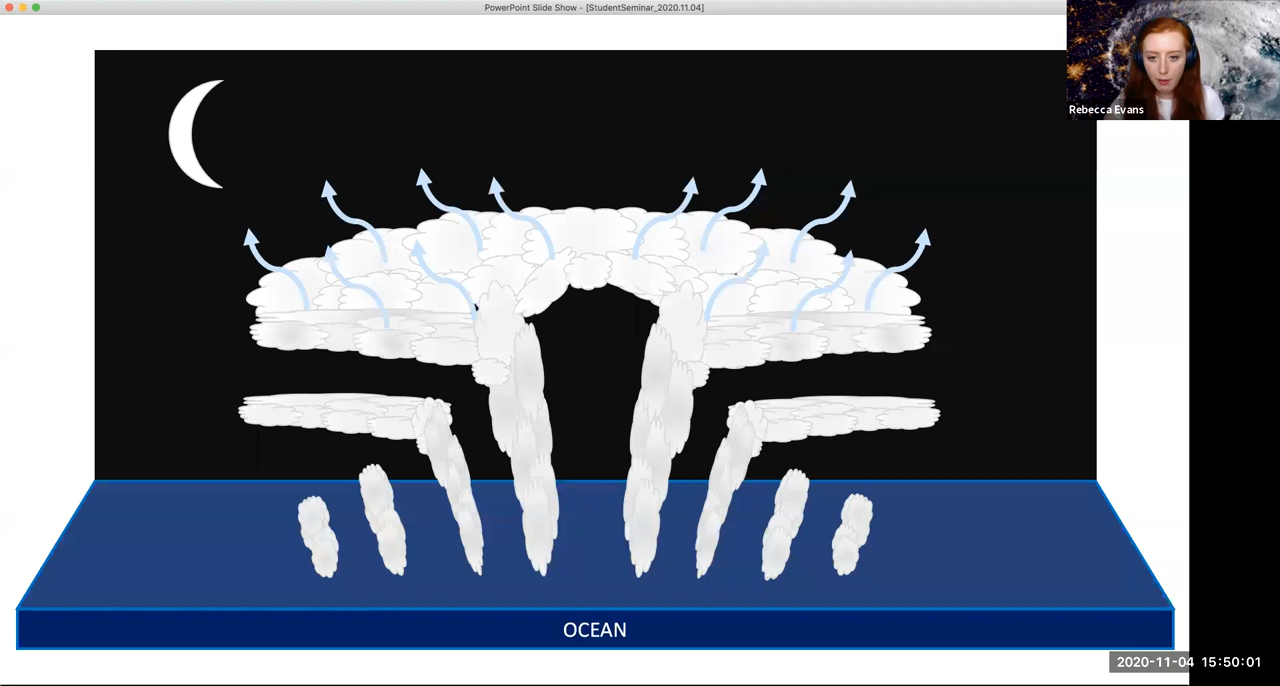 PowerPoint Slide Show - [StudentSeminar_2020.11.04]
Rebecca Evans
OCEAN
2020-11-04 15:50:01